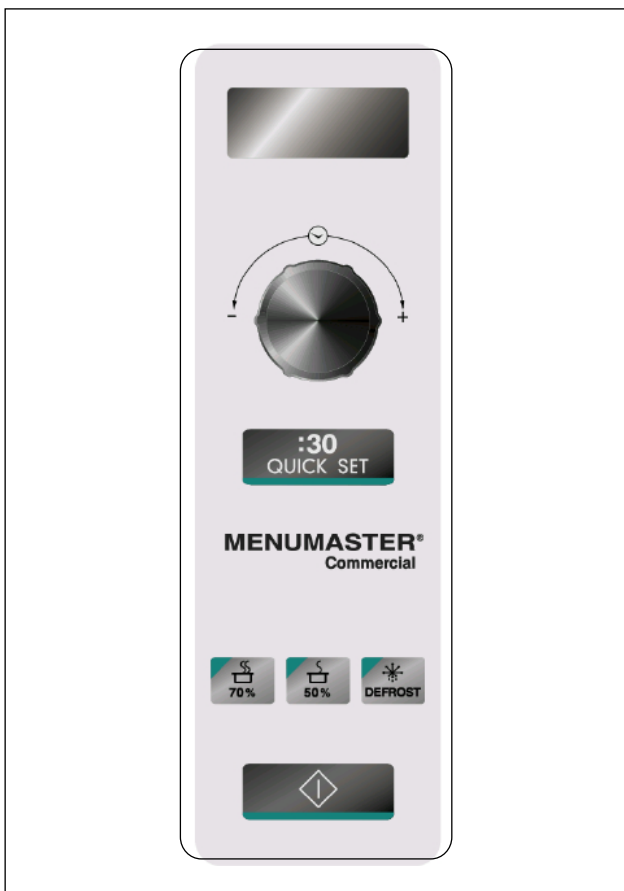 - +
:30
QUICK SET
MENUMASTER®
Commercial
70% 50% DEFROST